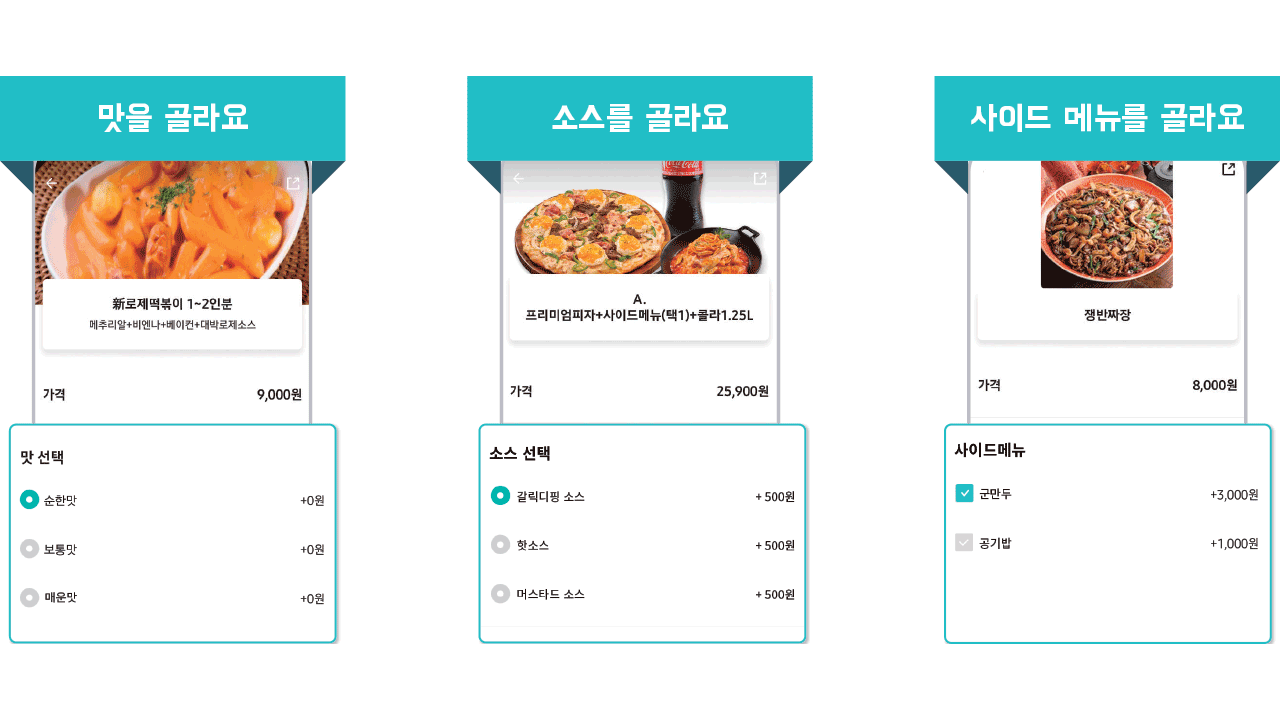 맛을 골라요
新로제떡볶이 1~2인분
메추리알+비엔나+베이컨+대박로제소스
가격 9,000원
맛 선택
순한맛 +0원
보통맛 +0원
매운맛 +0원
소스를 골라요
Coca-Cola
A.
프리미엄피자+사이드메뉴(택1)+콜라1.25L
가격 25,900원
소스 선택
갈릭디핑 소스 + 500원
핫소스 + 500원
머스타드 소스 + 500원
사이드 메뉴를 골라요
쟁반짜장
가격 8,000원
사이드메뉴
군만두 +3,000원
공기밥 +1,000원